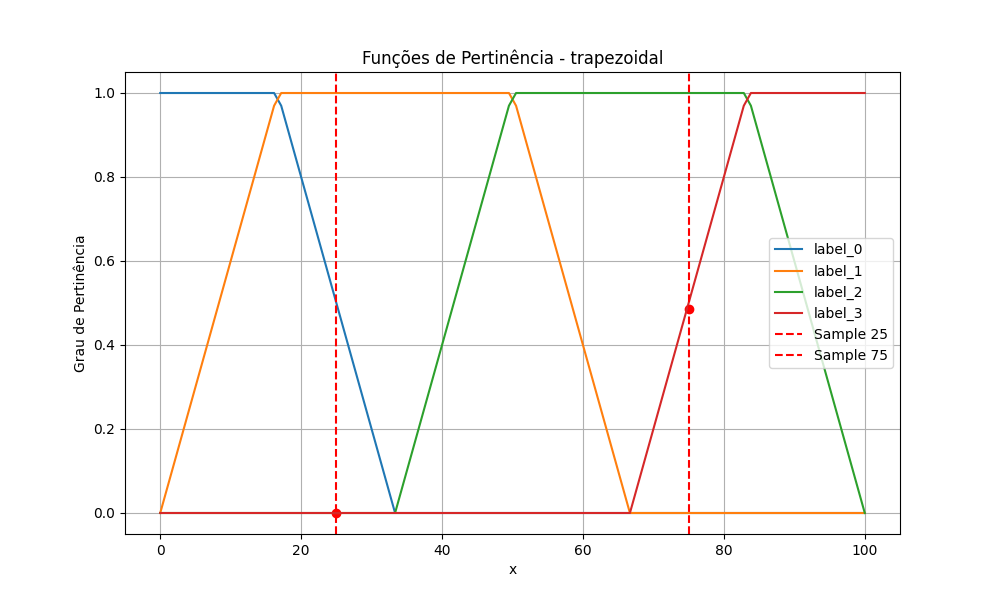 Funções de Pertinência - trapezoidal
Grau de Pertinência
1.0
0.8
0.6
0.4
0.2
0.0
label_0
label_1
label_2
label_3
Sample 25
Sample 75
0 20 40 60 80 100
x